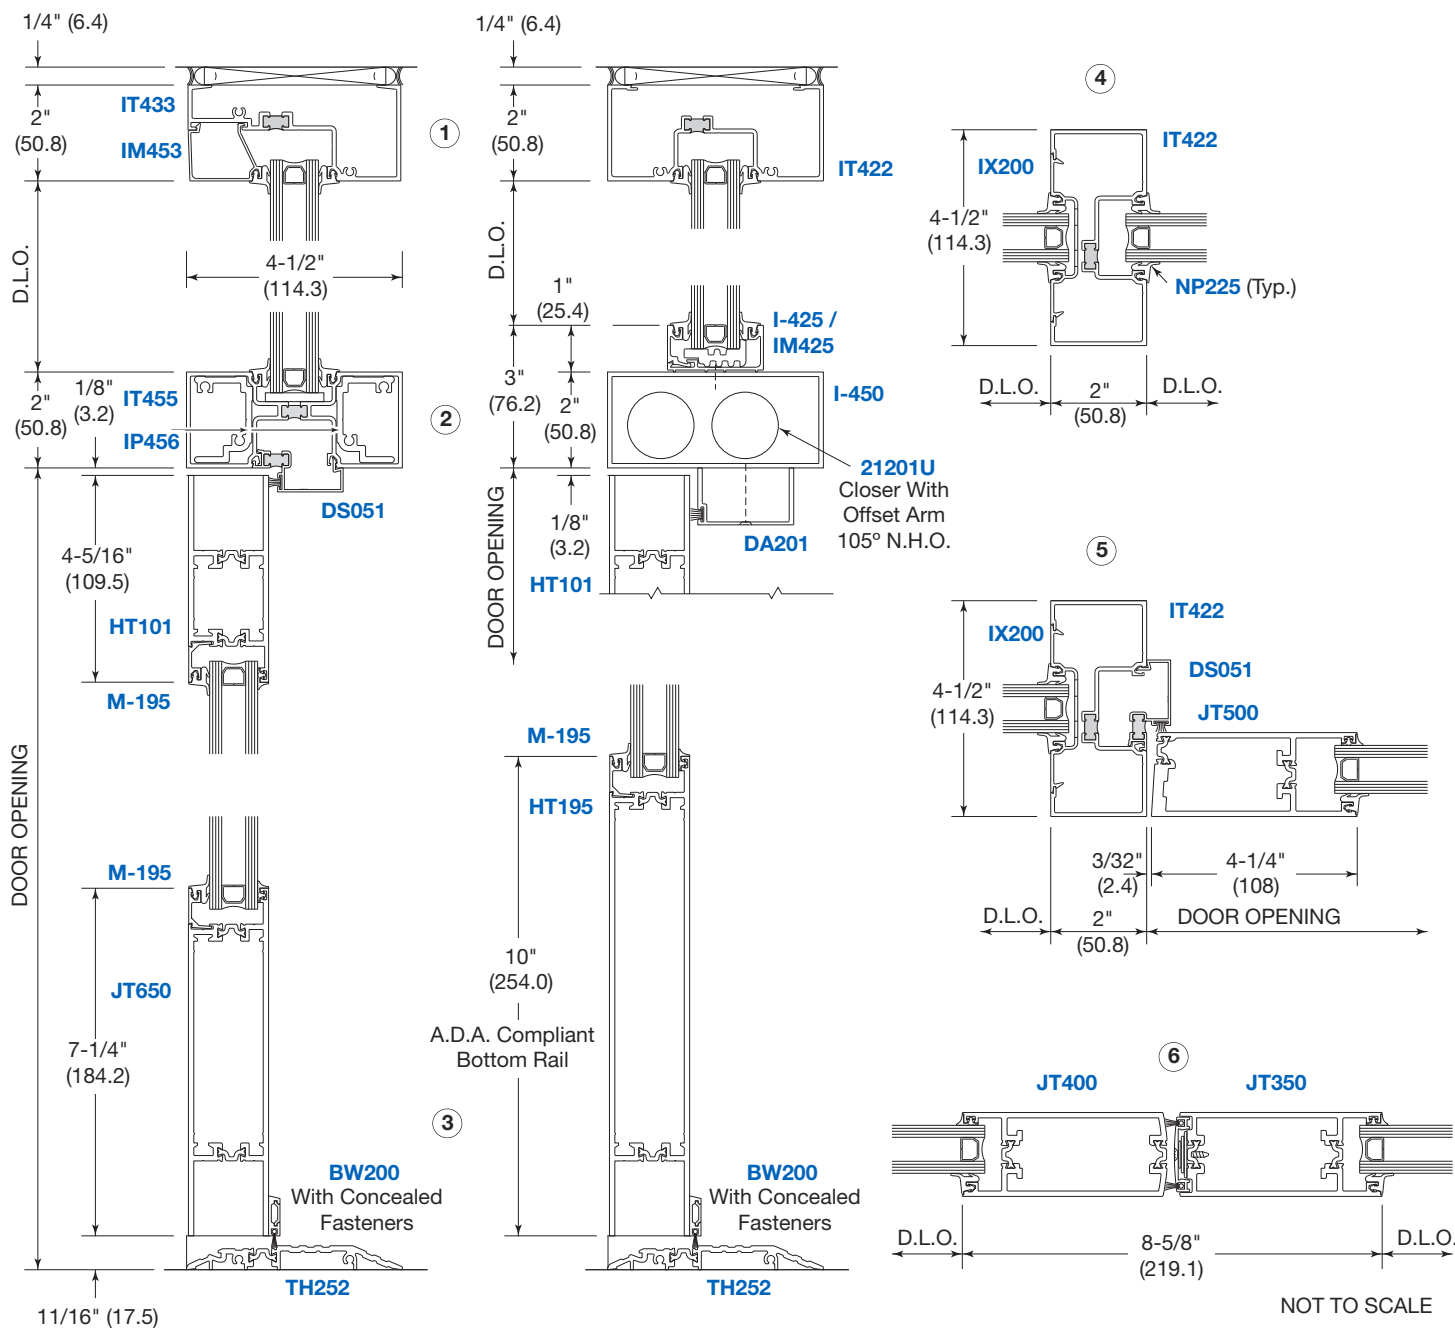 1/4" (6.4)
IT433
2"
(50.8)
IM453
1
D.L.O.
4-1/2"
(114.3)
2"
(50.8)
1/8"
(3.2)
IT455
IP456
2
DS051
4-5/16"
(109.5)
HT101
M-195
DOOR OPENING
M-195
JT650
7-1/4"
(184.2)
3
BW200
With Concealed
Fasteners
TH252
11/16" (17.5)
1/4" (6.4)
2"
(50.8)
IT422
D.L.O.
1"
(25.4)
I-425 /
IM425
3"
(76.2)
2"
(50.8)
I-450
21201U
Closer With
Offset Arm
105º N.H.O.
1/8"
(3.2)
DA201
HT101
DOOR OPENING
M-195
HT195
10"
(254.0)
A.D.A. Compliant
Bottom Rail
BW200
With Concealed
Fasteners
TH252
4
IT422
IX200
4-1/2"
(114.3)
NP225 (Typ.)
D.L.O.
2"
(50.8)
D.L.O.
5
IT422
IX200
DS051
4-1/2"
(114.3)
JT500
3/32"
(2.4)
4-1/4"
(108)
D.L.O.
2"
(50.8)
DOOR OPENING
6
JT400
JT350
D.L.O.
8-5/8"
(219.1)
D.L.O.
NOT TO SCALE